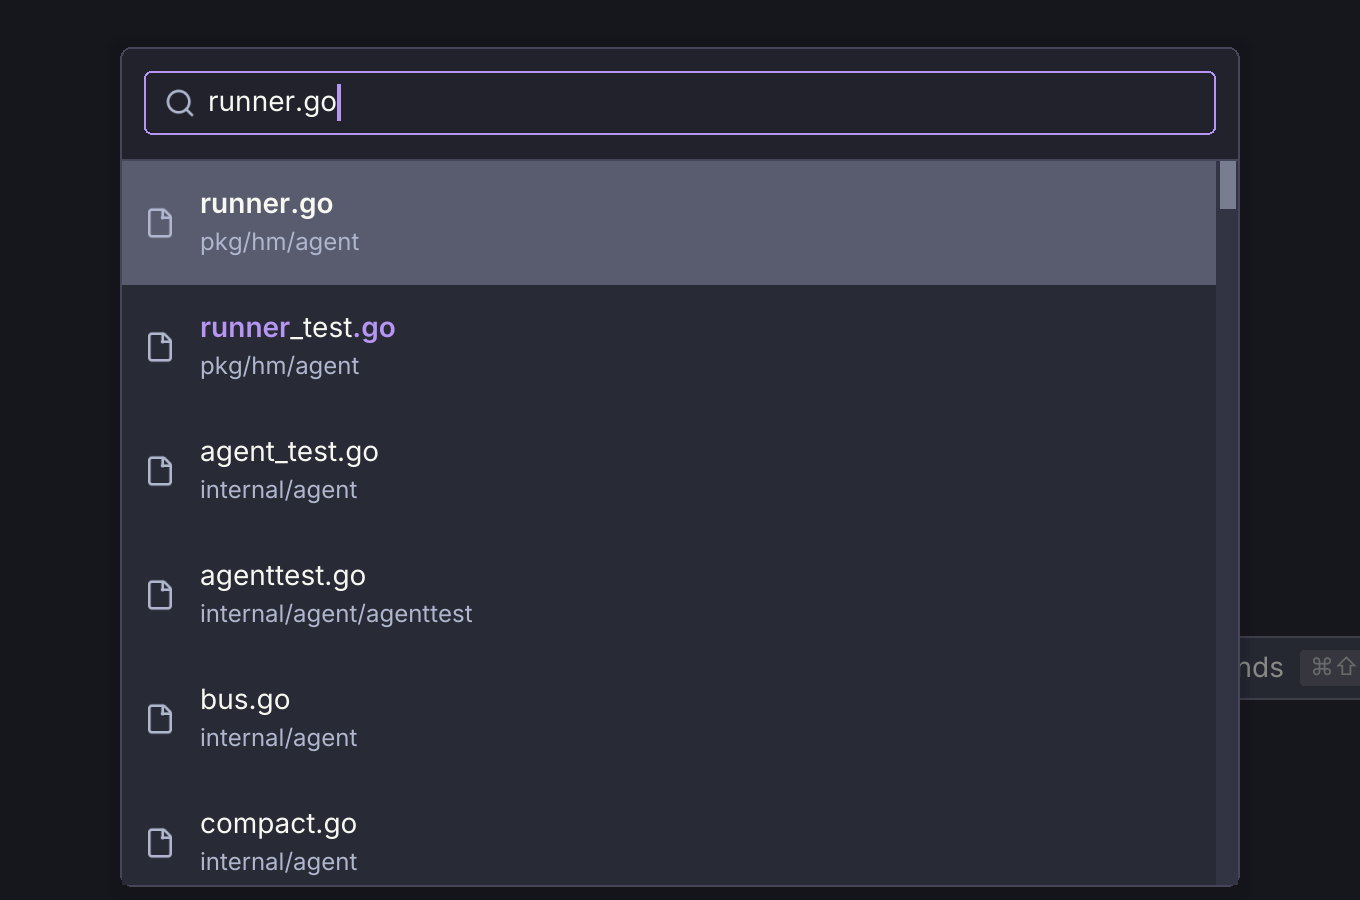 runner.go
runner.go
pkg/hm/agent
runner_test.go
pkg/hm/agent
agent_test.go
internal/agent
agenttest.go
internal/agent/agenttest
bus.go
internal/agent
compact.go
internal/agent
nds ⌘⇧